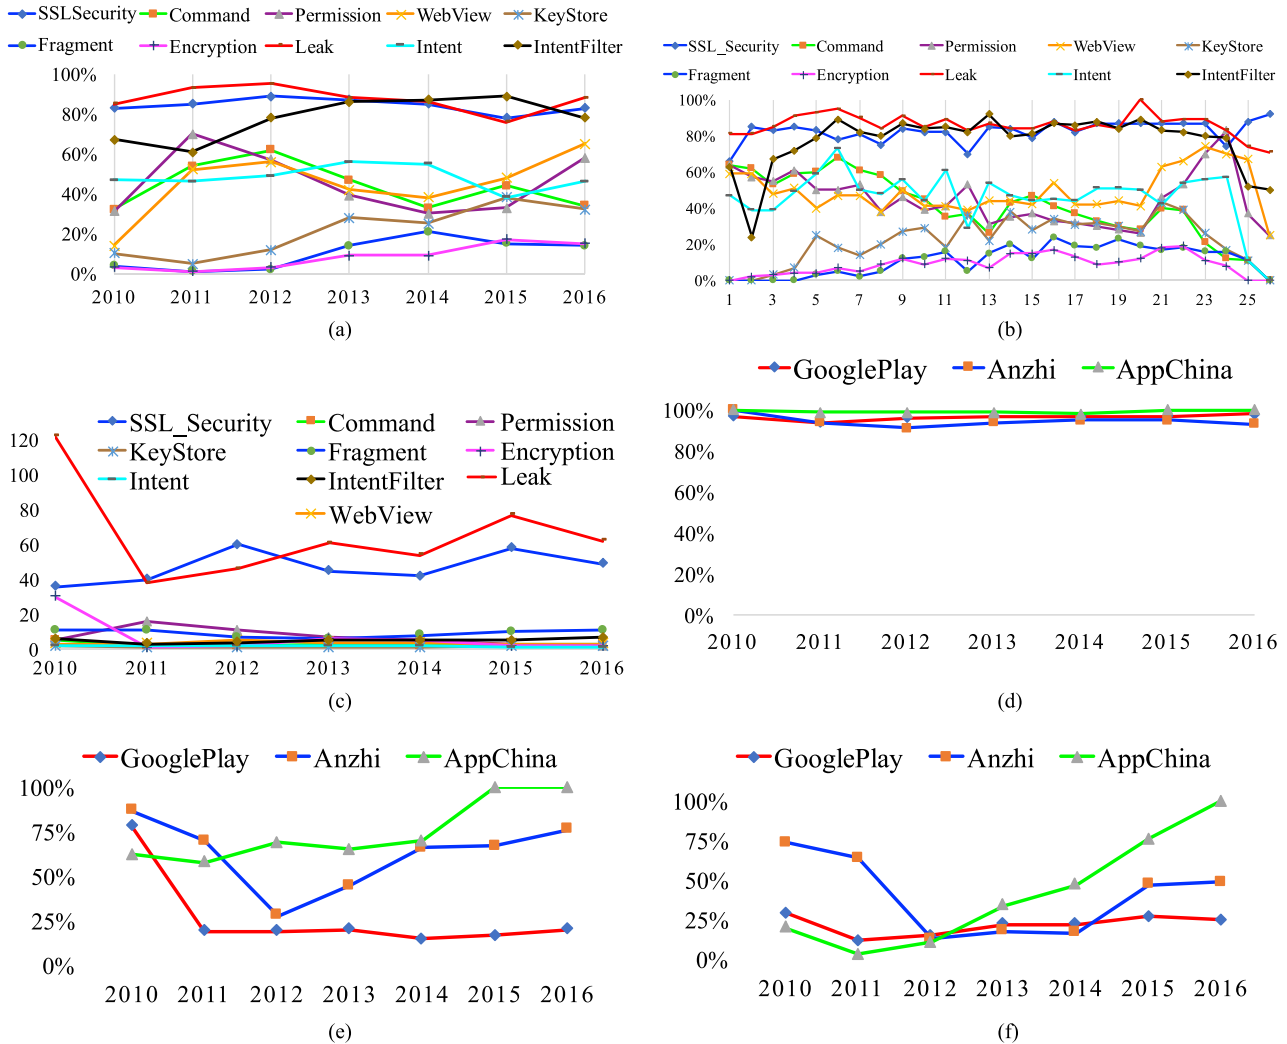 SSLSecurity Command Permission WebView KeyStore
Fragment Encryption Leak Intent IntentFilter
100%
80%
60%
40%
20%
0%
2010 2011 2012 2013 2014 2015 2016
(a)
SSL_Security Command Permission WebView KeyStore
Fragment Encryption Leak Intent IntentFilter
100%
80%
60%
40%
20%
0%
1 3 5 7 9 11 13 15 17 19 21 23 25
(b)
SSL_Security Command Permission
KeyStore Fragment Encryption
Intent IntentFilter Leak
WebView
120
100
80
60
40
20
0
2010 2011 2012 2013 2014 2015 2016
(c)
GooglePlay Anzhi AppChina
100%
80%
60%
40%
20%
0%
2010 2011 2012 2013 2014 2015 2016
(d)
GooglePlay Anzhi AppChina
100%
75%
50%
25%
0%
2010 2011 2012 2013 2014 2015 2016
(e)
GooglePlay Anzhi AppChina
100%
75%
50%
25%
0%
2010 2011 2012 2013 2014 2015 2016
(f)